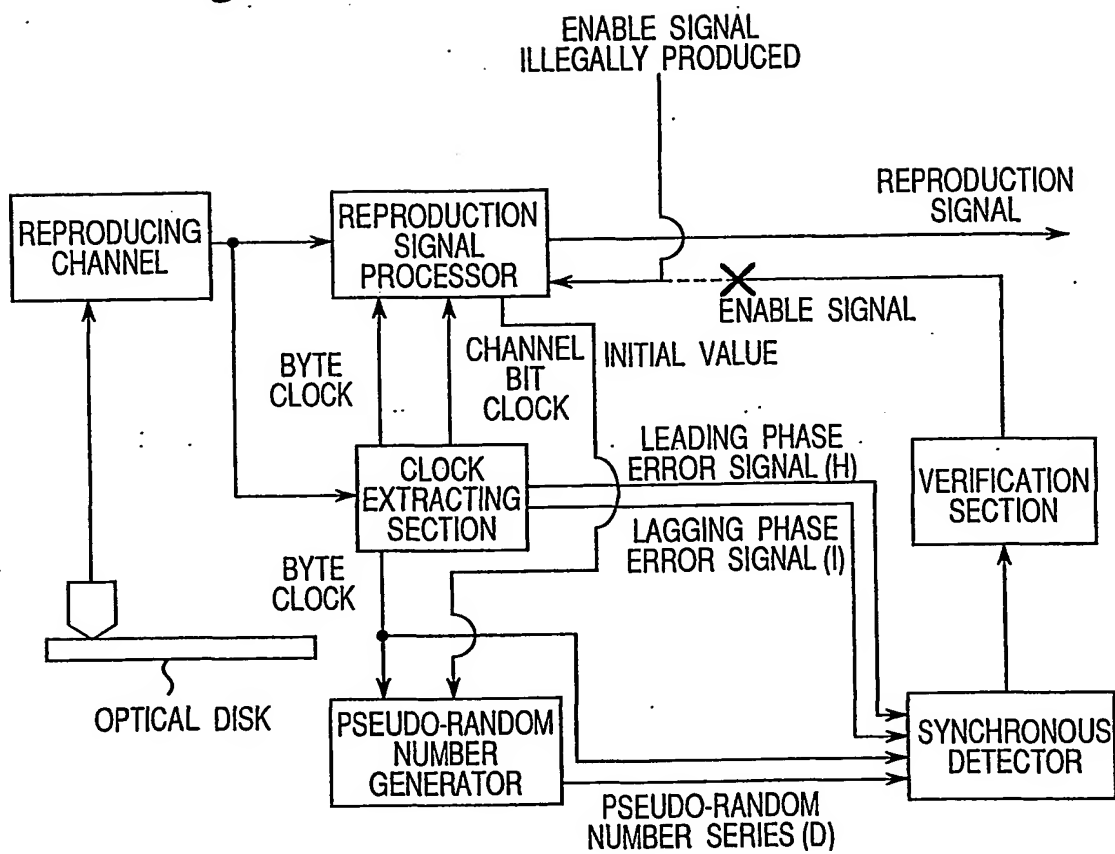 ENABLE SIGNAL
ILLEGALLY PRODUCED
REPRODUCING
CHANNEL
REPRODUCTION
SIGNAL
PROCESSOR
REPRODUCTION
SIGNAL
ENABLE SIGNAL
BYTE
CLOCK
CHANNEL
BIT
CLOCK
INITIAL VALUE
CLOCK
EXTRACTING
SECTION
LEADING PHASE
ERROR SIGNAL (H)
LAGGING PHASE
ERROR SIGNAL (I)
VERIFICATION
SECTION
BYTE
CLOCK
OPTICAL DISK
PSEUDO-RANDOM
NUMBER
GENERATOR
PSEUDO-RANDOM
NUMBER SERIES (D)
SYNCHRONOUS
DETECTOR